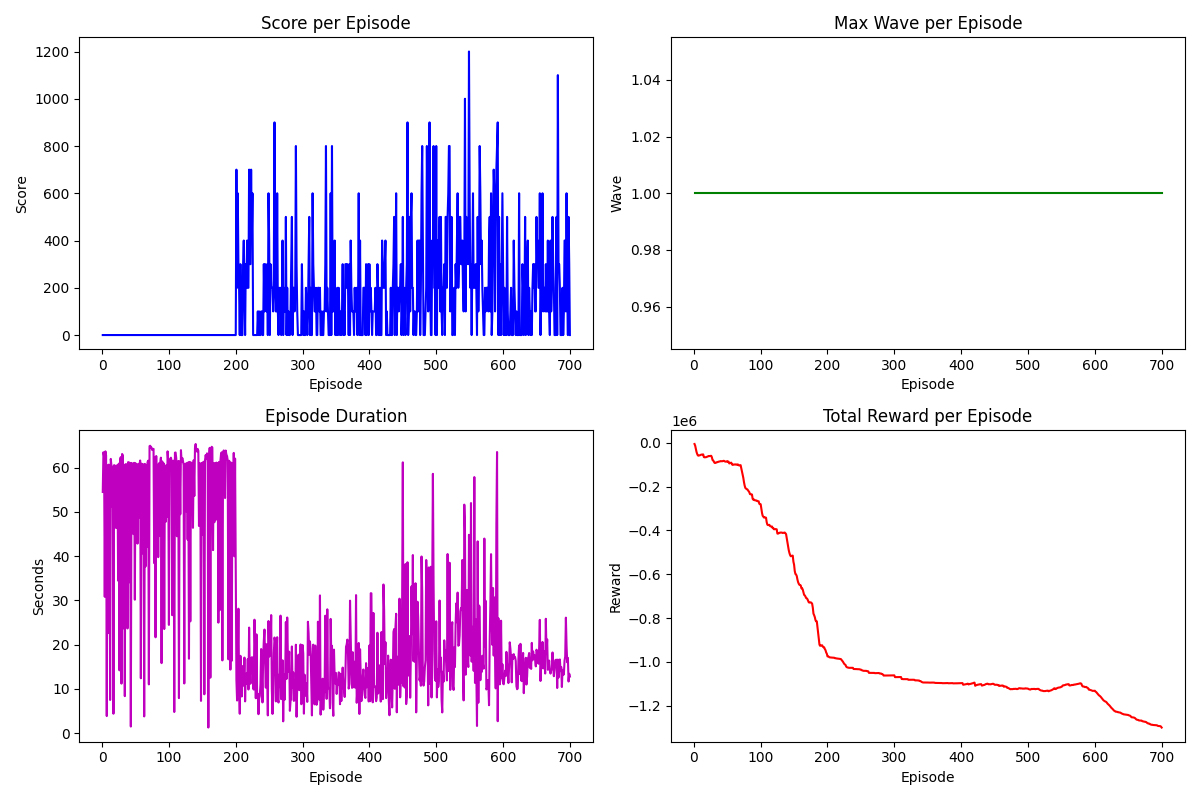 Score per Episode
Max Wave per Episode
1200
1000
800
600
400
200
0
Score
0 100 200 300 400 500 600 700
Episode
1.04
1.02
1.00
0.98
0.96
Wave
0 100 200 300 400 500 600 700
Episode
Episode Duration
Total Reward per Episode
60
50
40
30
20
10
0
Seconds
0 100 200 300 400 500 600 700
Episode
1e6
0.0
−0.2
−0.4
−0.6
−0.8
−1.0
−1.2
Reward
0 100 200 300 400 500 600 700
Episode